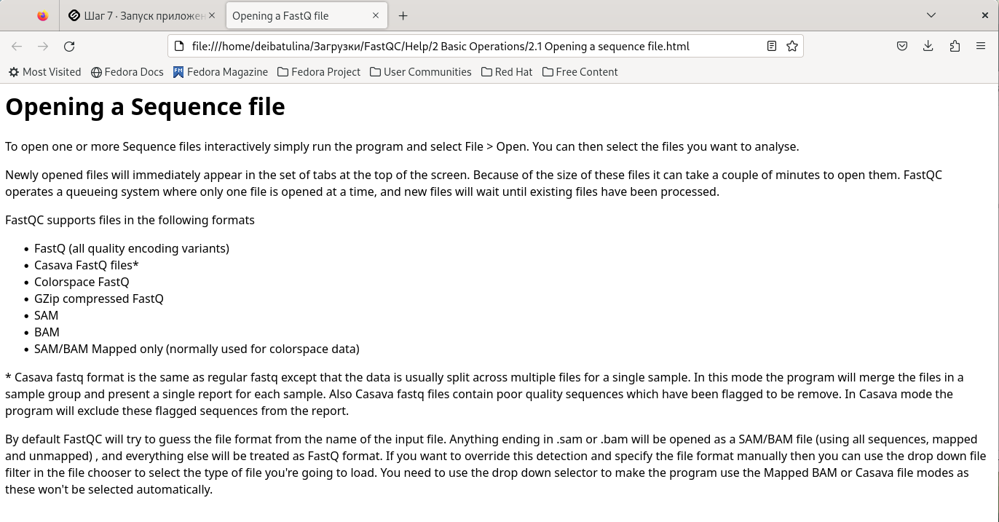 Шаг 7 · Запуск приложен
Opening a FastQ file
file:///home/deibatulina/Загрузки/FastQC/Help/2 Basic Operations/2.1 Opening a sequence file.html
Most Visited
Fedora Docs
FM
Fedora Magazine
Fedora Project
User Communities
Red Hat
Free Content
Opening a Sequence file
To open one or more Sequence files interactively simply run the program and select File > Open. You can then select the files you want to analyse.
Newly opened files will immediately appear in the set of tabs at the top of the screen. Because of the size of these files it can take a couple of minutes to open them. FastQC
operates a queueing system where only one file is opened at a time, and new files will wait until existing files have been processed.
FastQC supports files in the following formats
• FastQ (all quality encoding variants)
• Casava FastQ files*
• Colorspace FastQ
• GZip compressed FastQ
• SAM
• BAM
• SAM/BAM Mapped only (normally used for colorspace data)
* Casava fastq format is the same as regular fastq except that the data is usually split across multiple files for a single sample. In this mode the program will merge the files in a
sample group and present a single report for each sample. Also Casava fastq files contain poor quality sequences which have been flagged to be remove. In Casava mode the
program will exclude these flagged sequences from the report.
By default FastQC will try to guess the file format from the name of the input file. Anything ending in .sam or .bam will be opened as a SAM/BAM file (using all sequences, mapped
and unmapped) , and everything else will be treated as FastQ format. If you want to override this detection and specify the file format manually then you can use the drop down file
filter in the file chooser to select the type of file you're going to load. You need to use the drop down selector to make the program use the Mapped BAM or Casava file modes as
these won't be selected automatically.